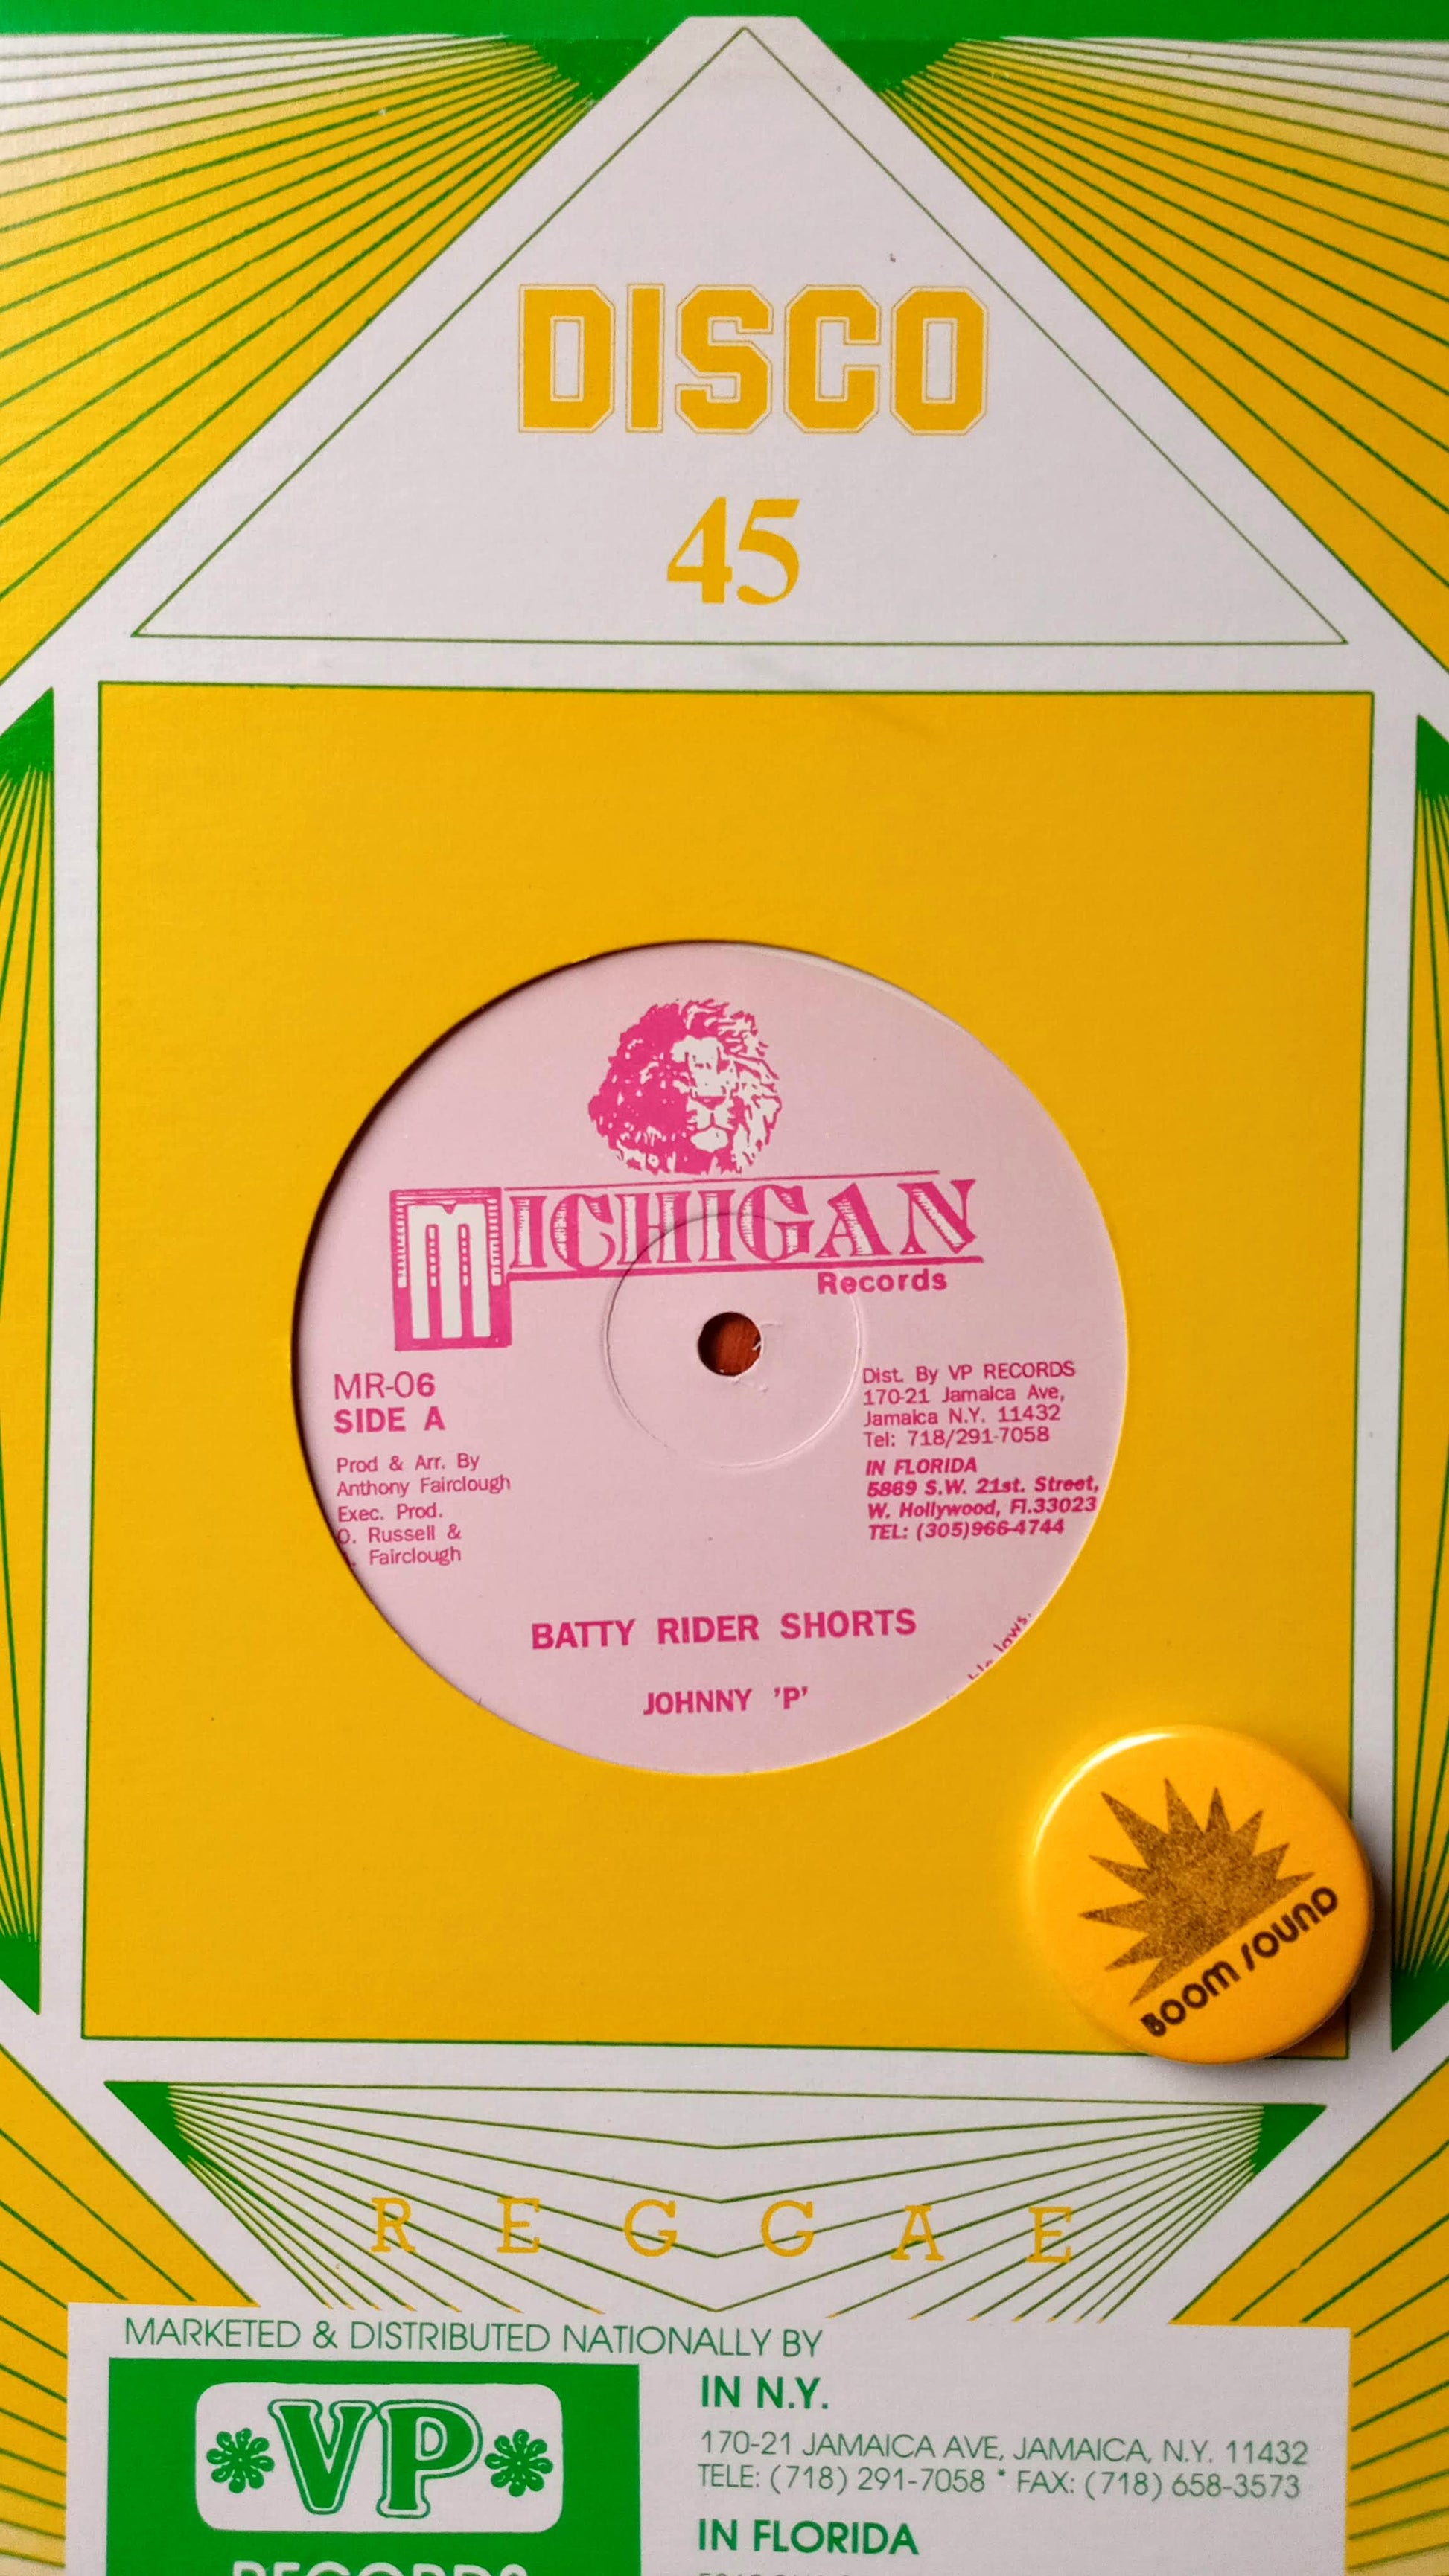 DISCO
45
MICHIGAN
Records
MR-06
SIDE A
Prod & Arr. By
Anthony Fairclough
Exec. Prod.
O. Russell &
Fairclough
Dist. By VP RECORDS
170-21 Jamaica Ave,
Jamaica N.Y. 11432
Tel: 718/291-7058
IN FLORIDA
5869 S.W. 21st. Street,
W. Hollywood, Fl.33023
TEL: (305)966-4744
BATTY RIDER SHORTS
JOHNNY 'P'
laws.
BOOM SOUND
REGGAE
MARKETED & DISTRIBUTED NATIONALLY BY
VP
RECORDS
IN N.Y.
170-21 JAMAICA AVE, JAMAICA, N.Y. 11432
TELE: (718) 291-7058 * FAX: (718) 658-3573
IN FLORIDA